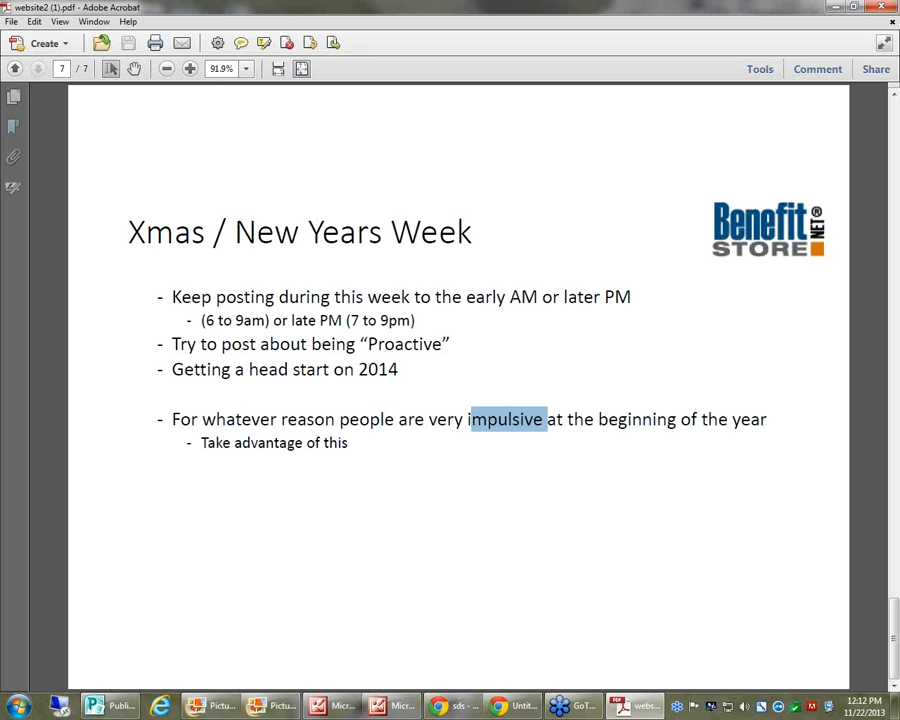 website2 (1).pdf - Adobe Acrobat
File Edit View Window Help
Create
7 / 7 91.9% Tools Comment Share
Xmas / New Years Week
Benefit
STORE .NET ®
- Keep posting during this week to the early AM or later PM
- (6 to 9am) or late PM (7 to 9pm)
- Try to post about being “Proactive”
- Getting a head start on 2014
- For whatever reason people are very impulsive at the beginning of the year
- Take advantage of this
Publi... Pictu... Pictu... Micr... Micr... sds - ... Untit... GoT... webs... 12:12 PM
11/22/2013